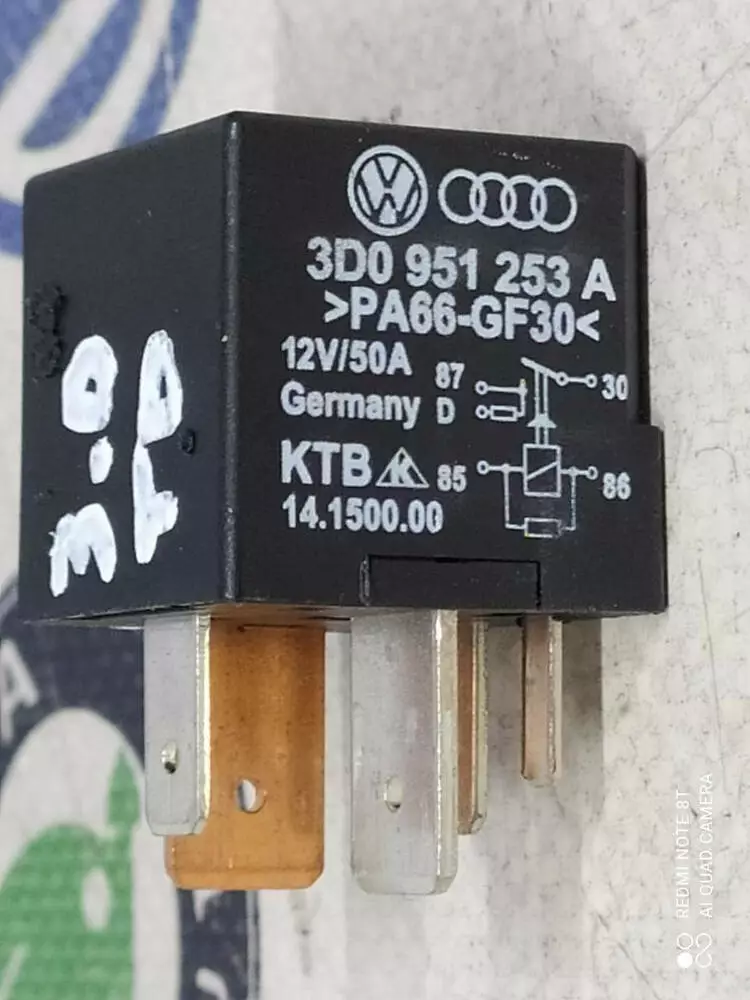 3D0 951 253 A
>PA66-GF30<
12V/50A
Germany
87
D
30
KTB
85
86
14.1500.00
REDMI NOTE 8T
AI QUAD CAMERA